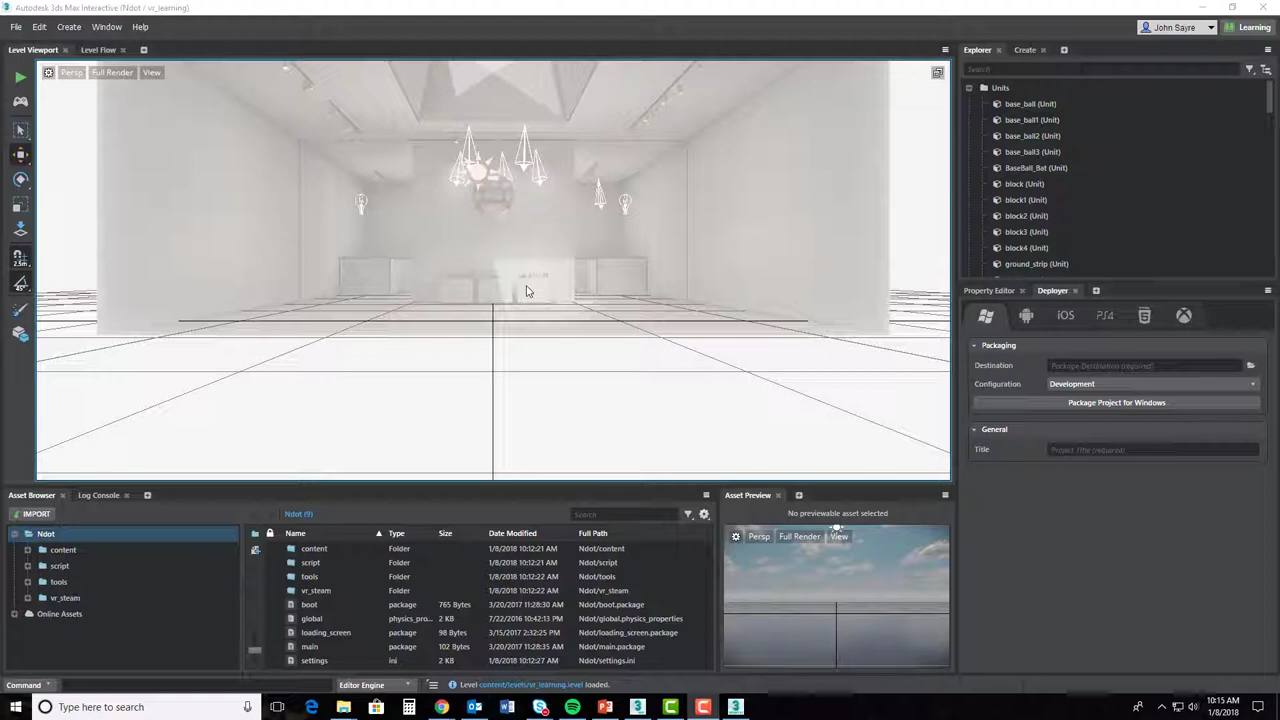 Autodesk 3ds Max Interactive (Ndot / vr_learning)
File Edit Create Window Help
John Sayre Learning
Level Viewport Level Flow
Persp Full Render View
Explorer Create
Search
Units
base_ball (Unit)
base_ball1 (Unit)
base_ball2 (Unit)
base_ball3 (Unit)
BaseBall_Bat (Unit)
block (Unit)
block1 (Unit)
block2 (Unit)
block3 (Unit)
block4 (Unit)
ground_strip (Unit)
2.5m
Property Editor Deployer
iOS PS4
Packaging
Destination Package Destination (required)
Configuration Development
Package Project for Windows
General
Title Project Title (required)
Asset Browser Log Console
IMPORT
Ndot
content
script
tools
vr_steam
Online Assets
Ndot (9) Search
Name Type Size Date Modified Full Path
content Folder 1/8/2018 10:12:21 AM Ndot/content
script Folder 1/8/2018 10:12:21 AM Ndot/script
tools Folder 1/8/2018 10:12:22 AM Ndot/tools
vr_steam Folder 1/8/2018 10:12:22 AM Ndot/vr_steam
boot package 765 Bytes 3/20/2017 11:28:30 AM Ndot/boot.package
global physics_pro... 2 KB 7/22/2016 10:42:13 PM Ndot/global.physics_properties
loading_screen package 98 Bytes 3/15/2017 2:32:25 PM Ndot/loading_screen.package
main package 102 Bytes 3/20/2017 11:28:35 AM Ndot/main.package
settings ini 2 KB 1/8/2018 10:12:27 AM Ndot/settings.ini
Asset Preview
No previewable asset selected
Persp Full Render View
Command Editor Engine Level content/levels/vr_learning.level loaded.
Type here to search
10:15 AM
1/8/2018